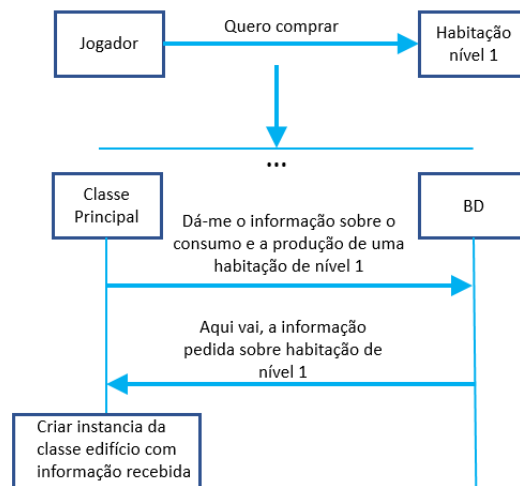 Quero comprar
Jogador
Habitação
nível 1
...
Classe
Principal
BD
Dá-me o informação sobre o
consumo e a produção de uma
habitação de nível 1
Aqui vai, a informação
pedida sobre habitação de
nível 1
Criar instancia da
classe edifício com
informação recebida